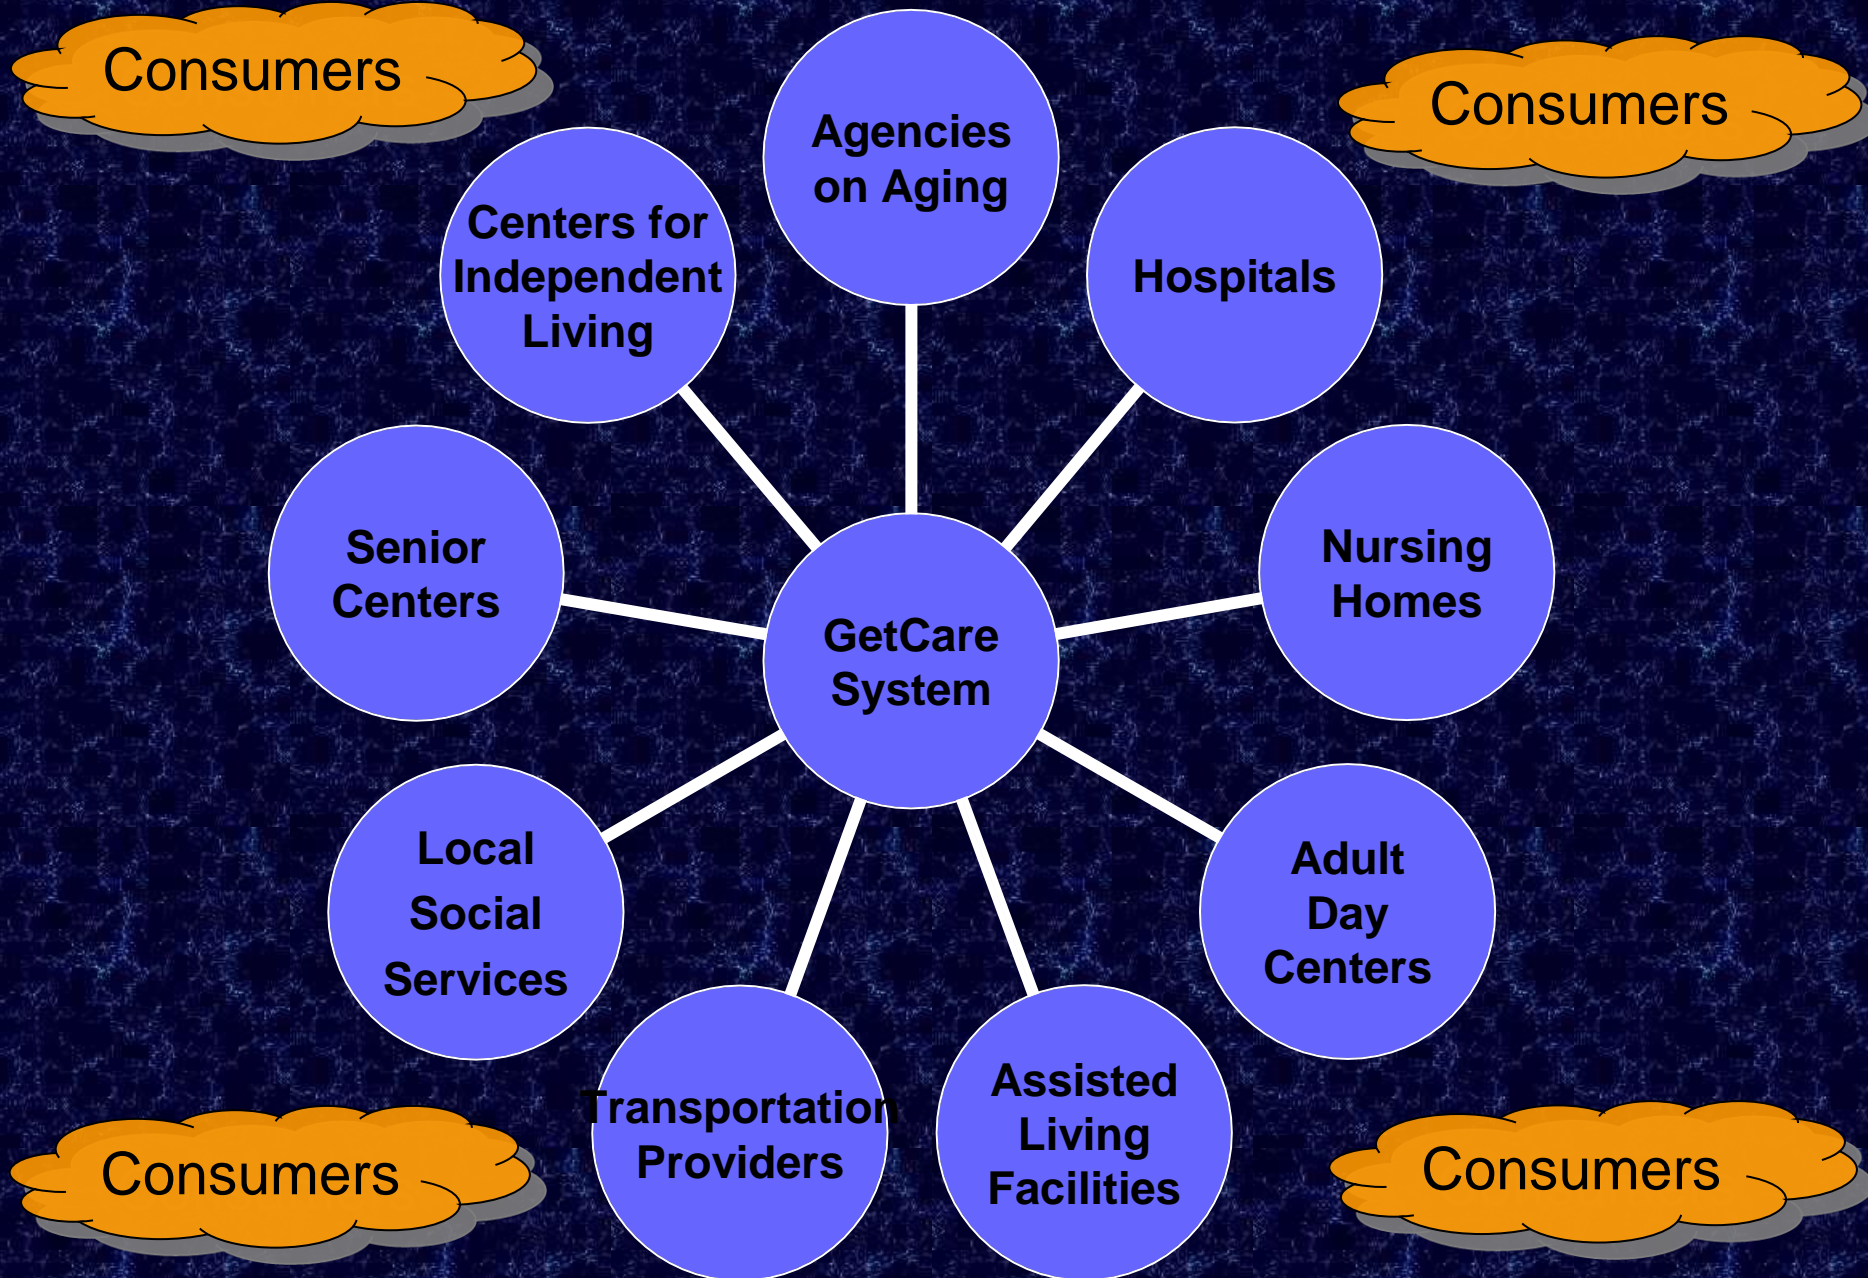 Consumers
Consumers
Agencies
on Aging
Centers for
Independent
Living
Hospitals
Senior
Centers
Nursing
Homes
GetCare
System
Local
Social
Services
Adult
Day
Centers
Transportation
Providers
Assisted
Living
Facilities
Consumers
Consumers